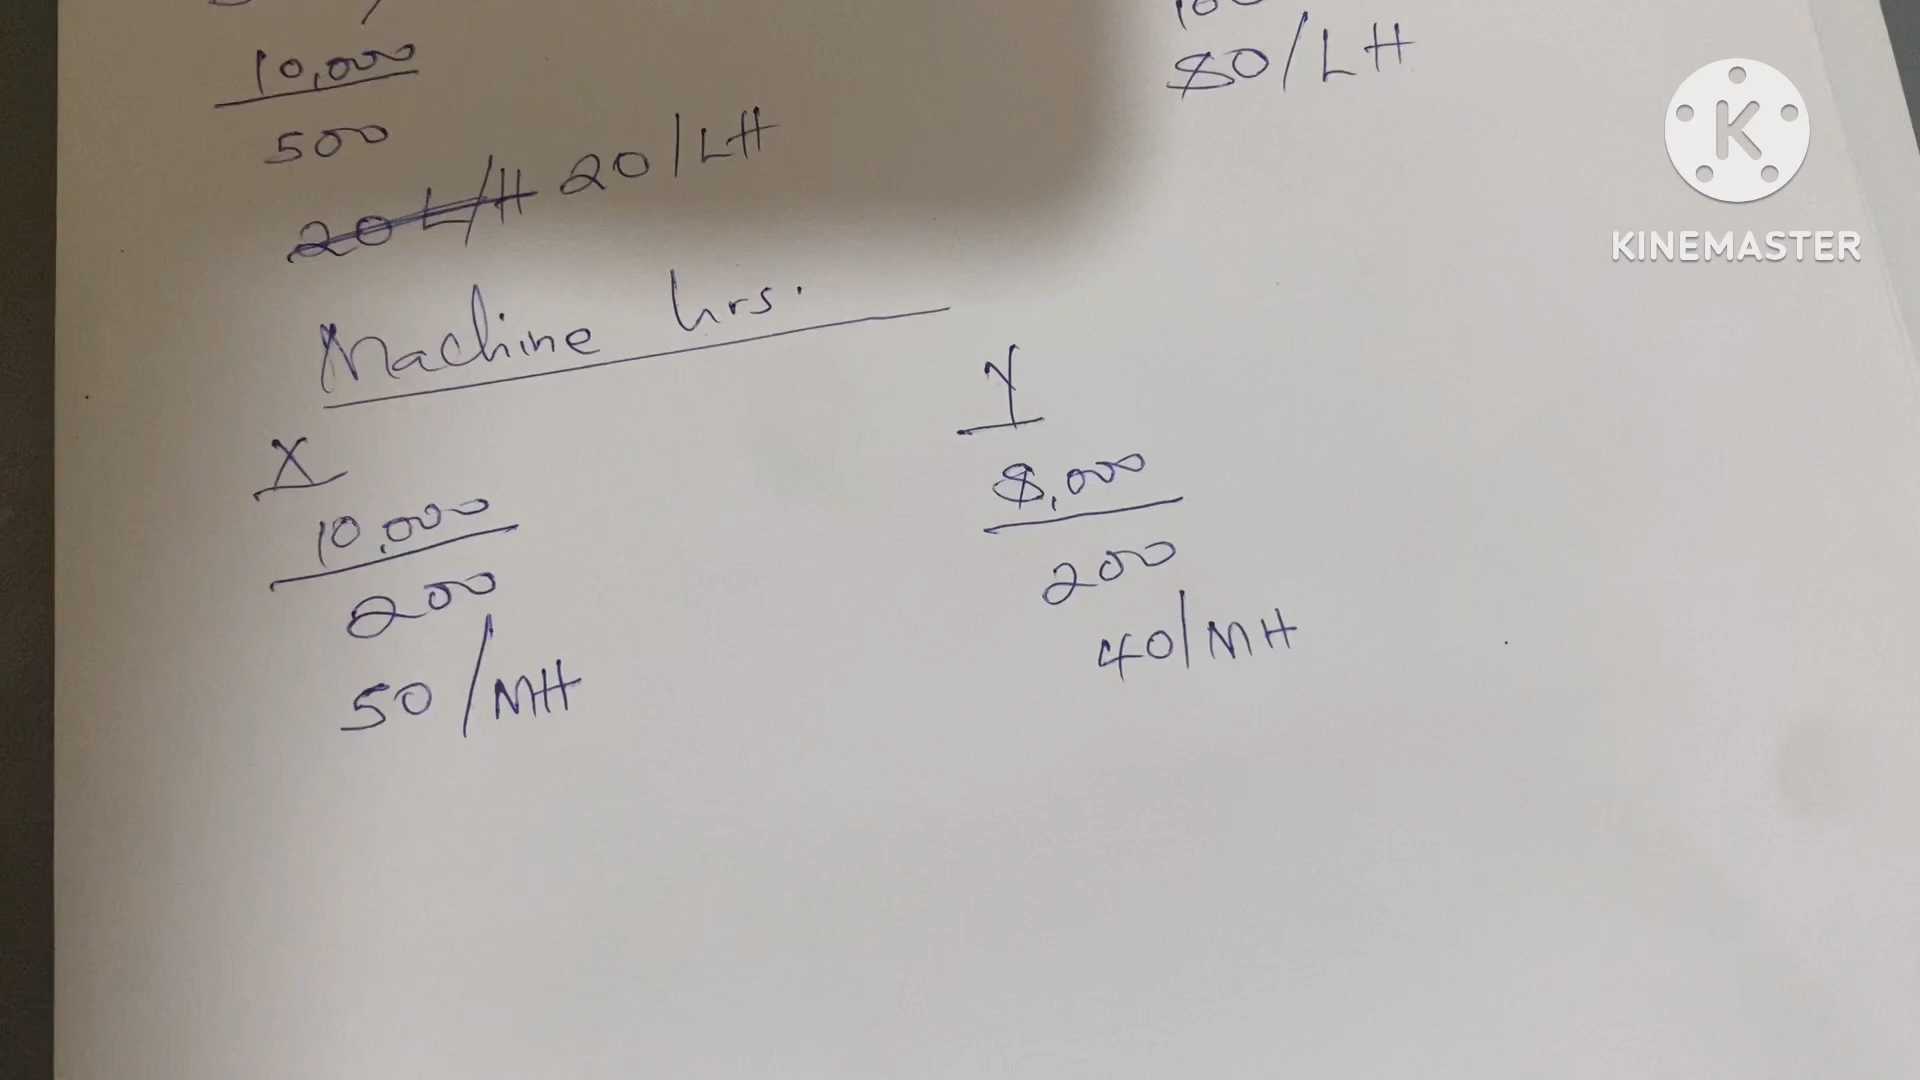 10,000
500
20 L/H 20/LH
80/LH
Machine hrs.
X
10,000
200
50/MH
Y
8,000
200
40/MH
K
KINEMASTER